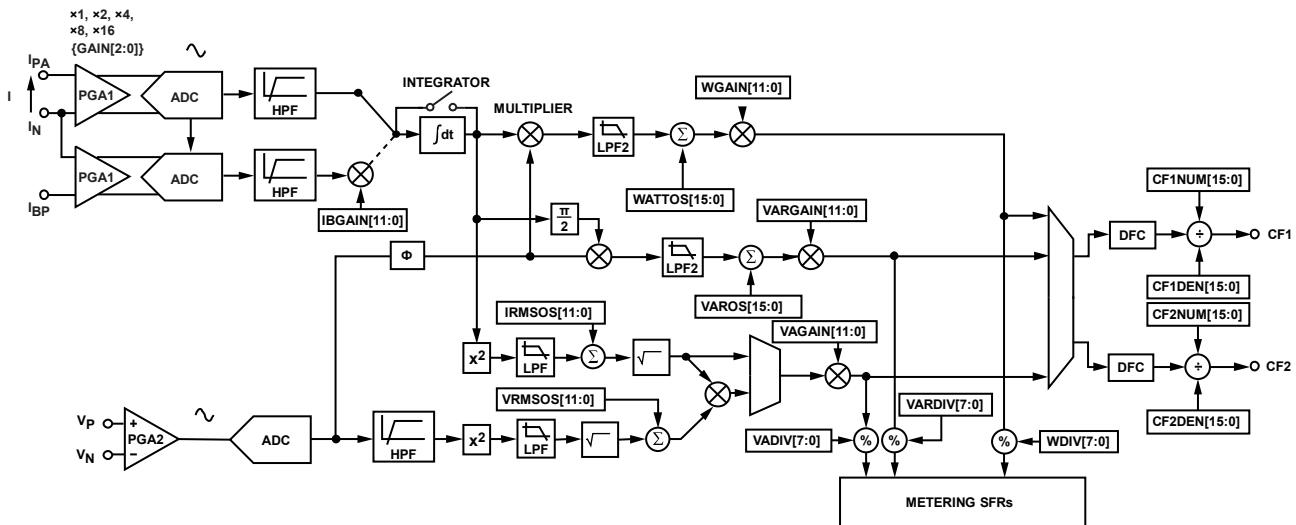 ×1, ×2, ×4,
×8, ×16
{GAIN[2:0]}
IPA
I
IN
IBP
PGA1
ADC
HPF
PGA1
ADC
HPF
IBGAIN[11:0]
INTEGRATOR
∫dt
MULTIPLIER
LPF2
Σ
WATTOS[15:0]
WGAIN[11:0]
π
2
Φ
LPF2
Σ
VAROS[15:0]
VARGAIN[11:0]
IRMSOS[11:0]
x²
LPF
Σ
√
VAGAIN[11:0]
VRMSOS[11:0]
VP
VN
+
−
PGA2
ADC
HPF
x²
LPF
√
Σ
VADIV[7:0]
%
%
VARDIV[7:0]
%
WDIV[7:0]
METERING SFRs
CF1NUM[15:0]
DFC
÷
CF1
CF1DEN[15:0]
CF2NUM[15:0]
DFC
÷
CF2
CF2DEN[15:0]